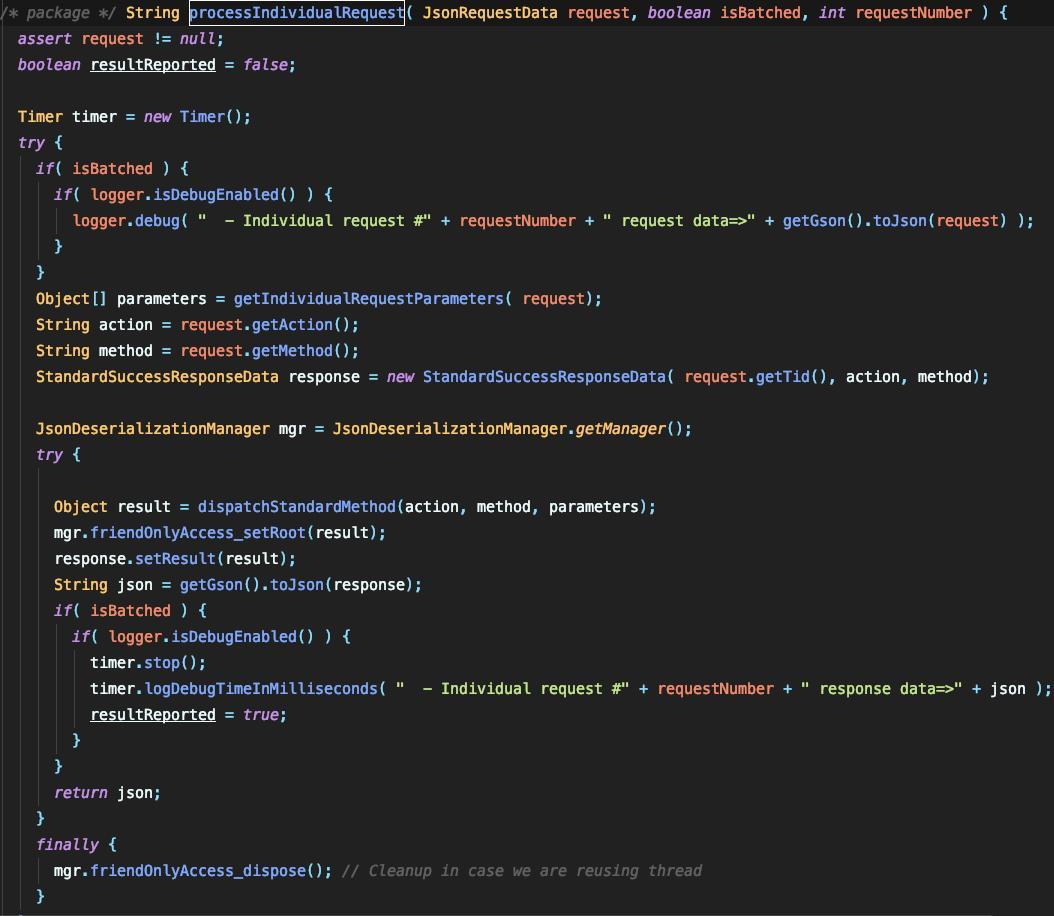 /* package */ String processIndividualRequest( JsonRequestData request, boolean isBatched, int requestNumber ) {
assert request != null;
boolean resultReported = false;
Timer timer = new Timer();
try {
if( isBatched ) {
if( logger.isDebugEnabled() ) {
logger.debug( "  - Individual request #" + requestNumber + " request data=>" + getGson().toJson(request) );
}
}
Object[] parameters = getIndividualRequestParameters( request);
String action = request.getAction();
String method = request.getMethod();
StandardSuccessResponseData response = new StandardSuccessResponseData( request.getTid(), action, method);
JsonDeserializationManager mgr = JsonDeserializationManager.getManager();
try {
Object result = dispatchStandardMethod(action, method, parameters);
mgr.friendOnlyAccess_setRoot(result);
response.setResult(result);
String json = getGson().toJson(response);
if( isBatched ) {
if( logger.isDebugEnabled() ) {
timer.stop();
timer.logDebugTimeInMilliseconds( "  - Individual request #" + requestNumber + " response data=>" + json );
resultReported = true;
}
}
return json;
}
finally {
mgr.friendOnlyAccess_dispose(); // Cleanup in case we are reusing thread
}